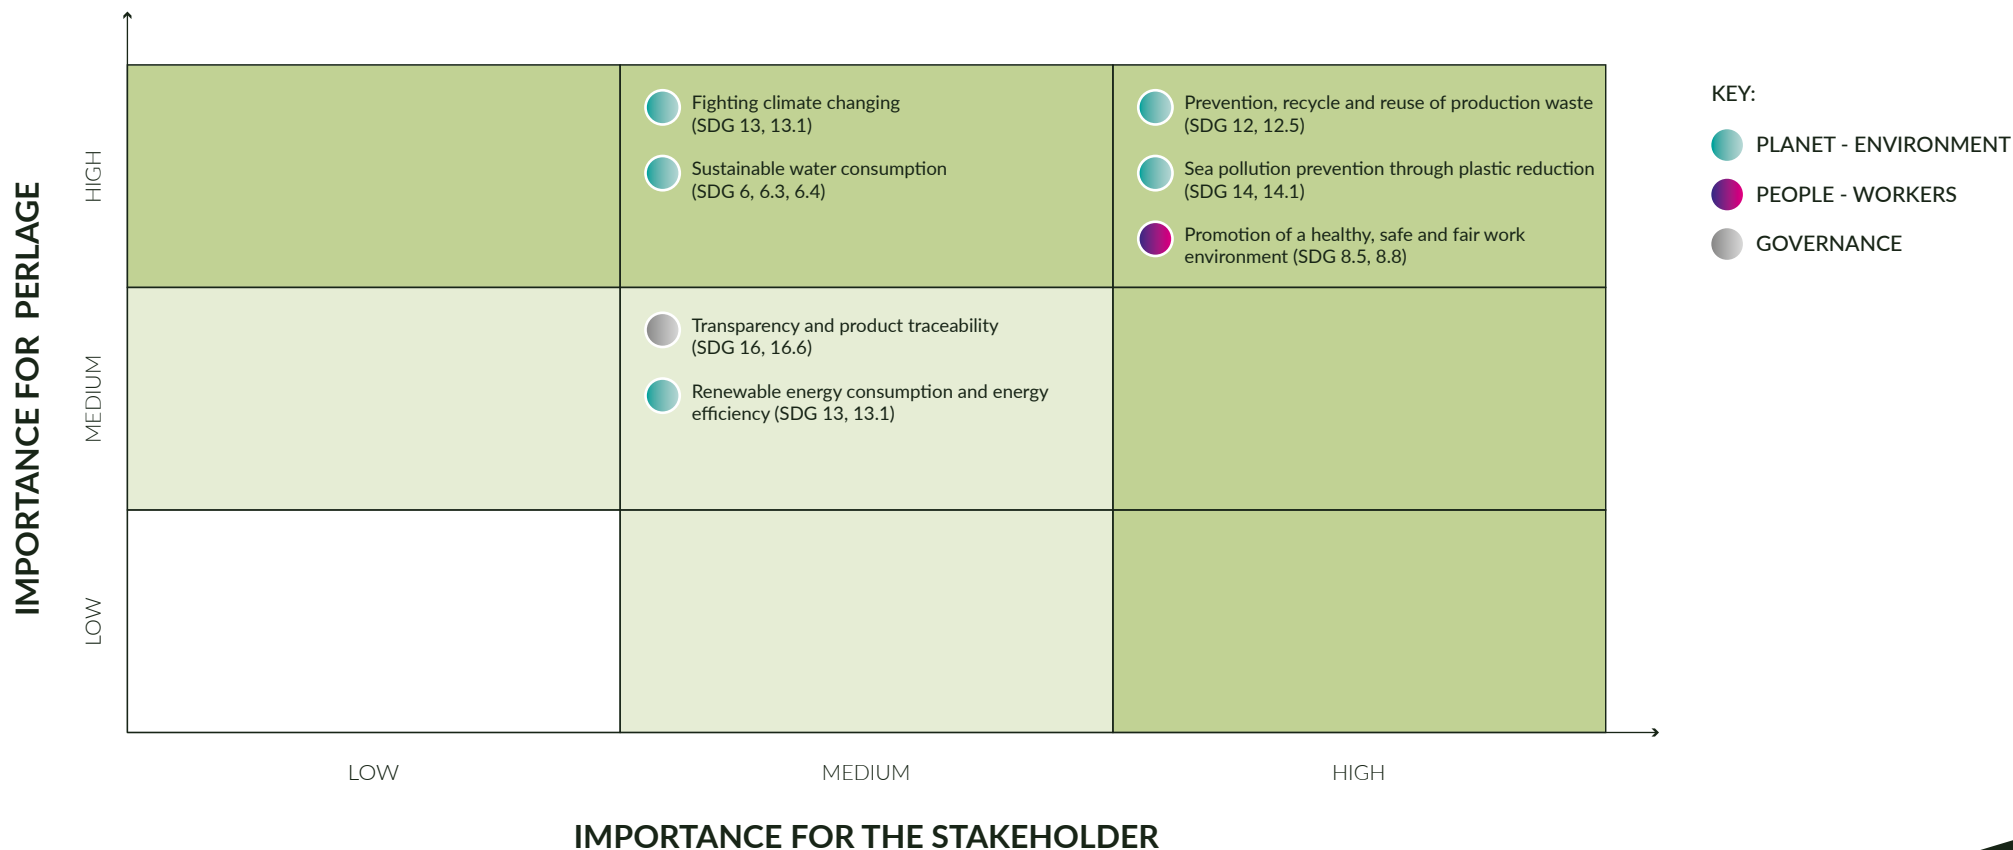 IMPORTANCE FOR PERLAGE
HIGH
MEDIUM
LOW
Fighting climate changing
(SDG 13, 13.1)
Sustainable water consumption
(SDG 6, 6.3, 6.4)
Prevention, recycle and reuse of production waste
(SDG 12, 12.5)
Sea pollution prevention through plastic reduction
(SDG 14, 14.1)
Promotion of a healthy, safe and fair work
environment (SDG 8.5, 8.8)
Transparency and product traceability
(SDG 16, 16.6)
Renewable energy consumption and energy
efficiency (SDG 13, 13.1)
LOW
MEDIUM
HIGH
IMPORTANCE FOR THE STAKEHOLDER
KEY:
PLANET - ENVIRONMENT
PEOPLE - WORKERS
GOVERNANCE